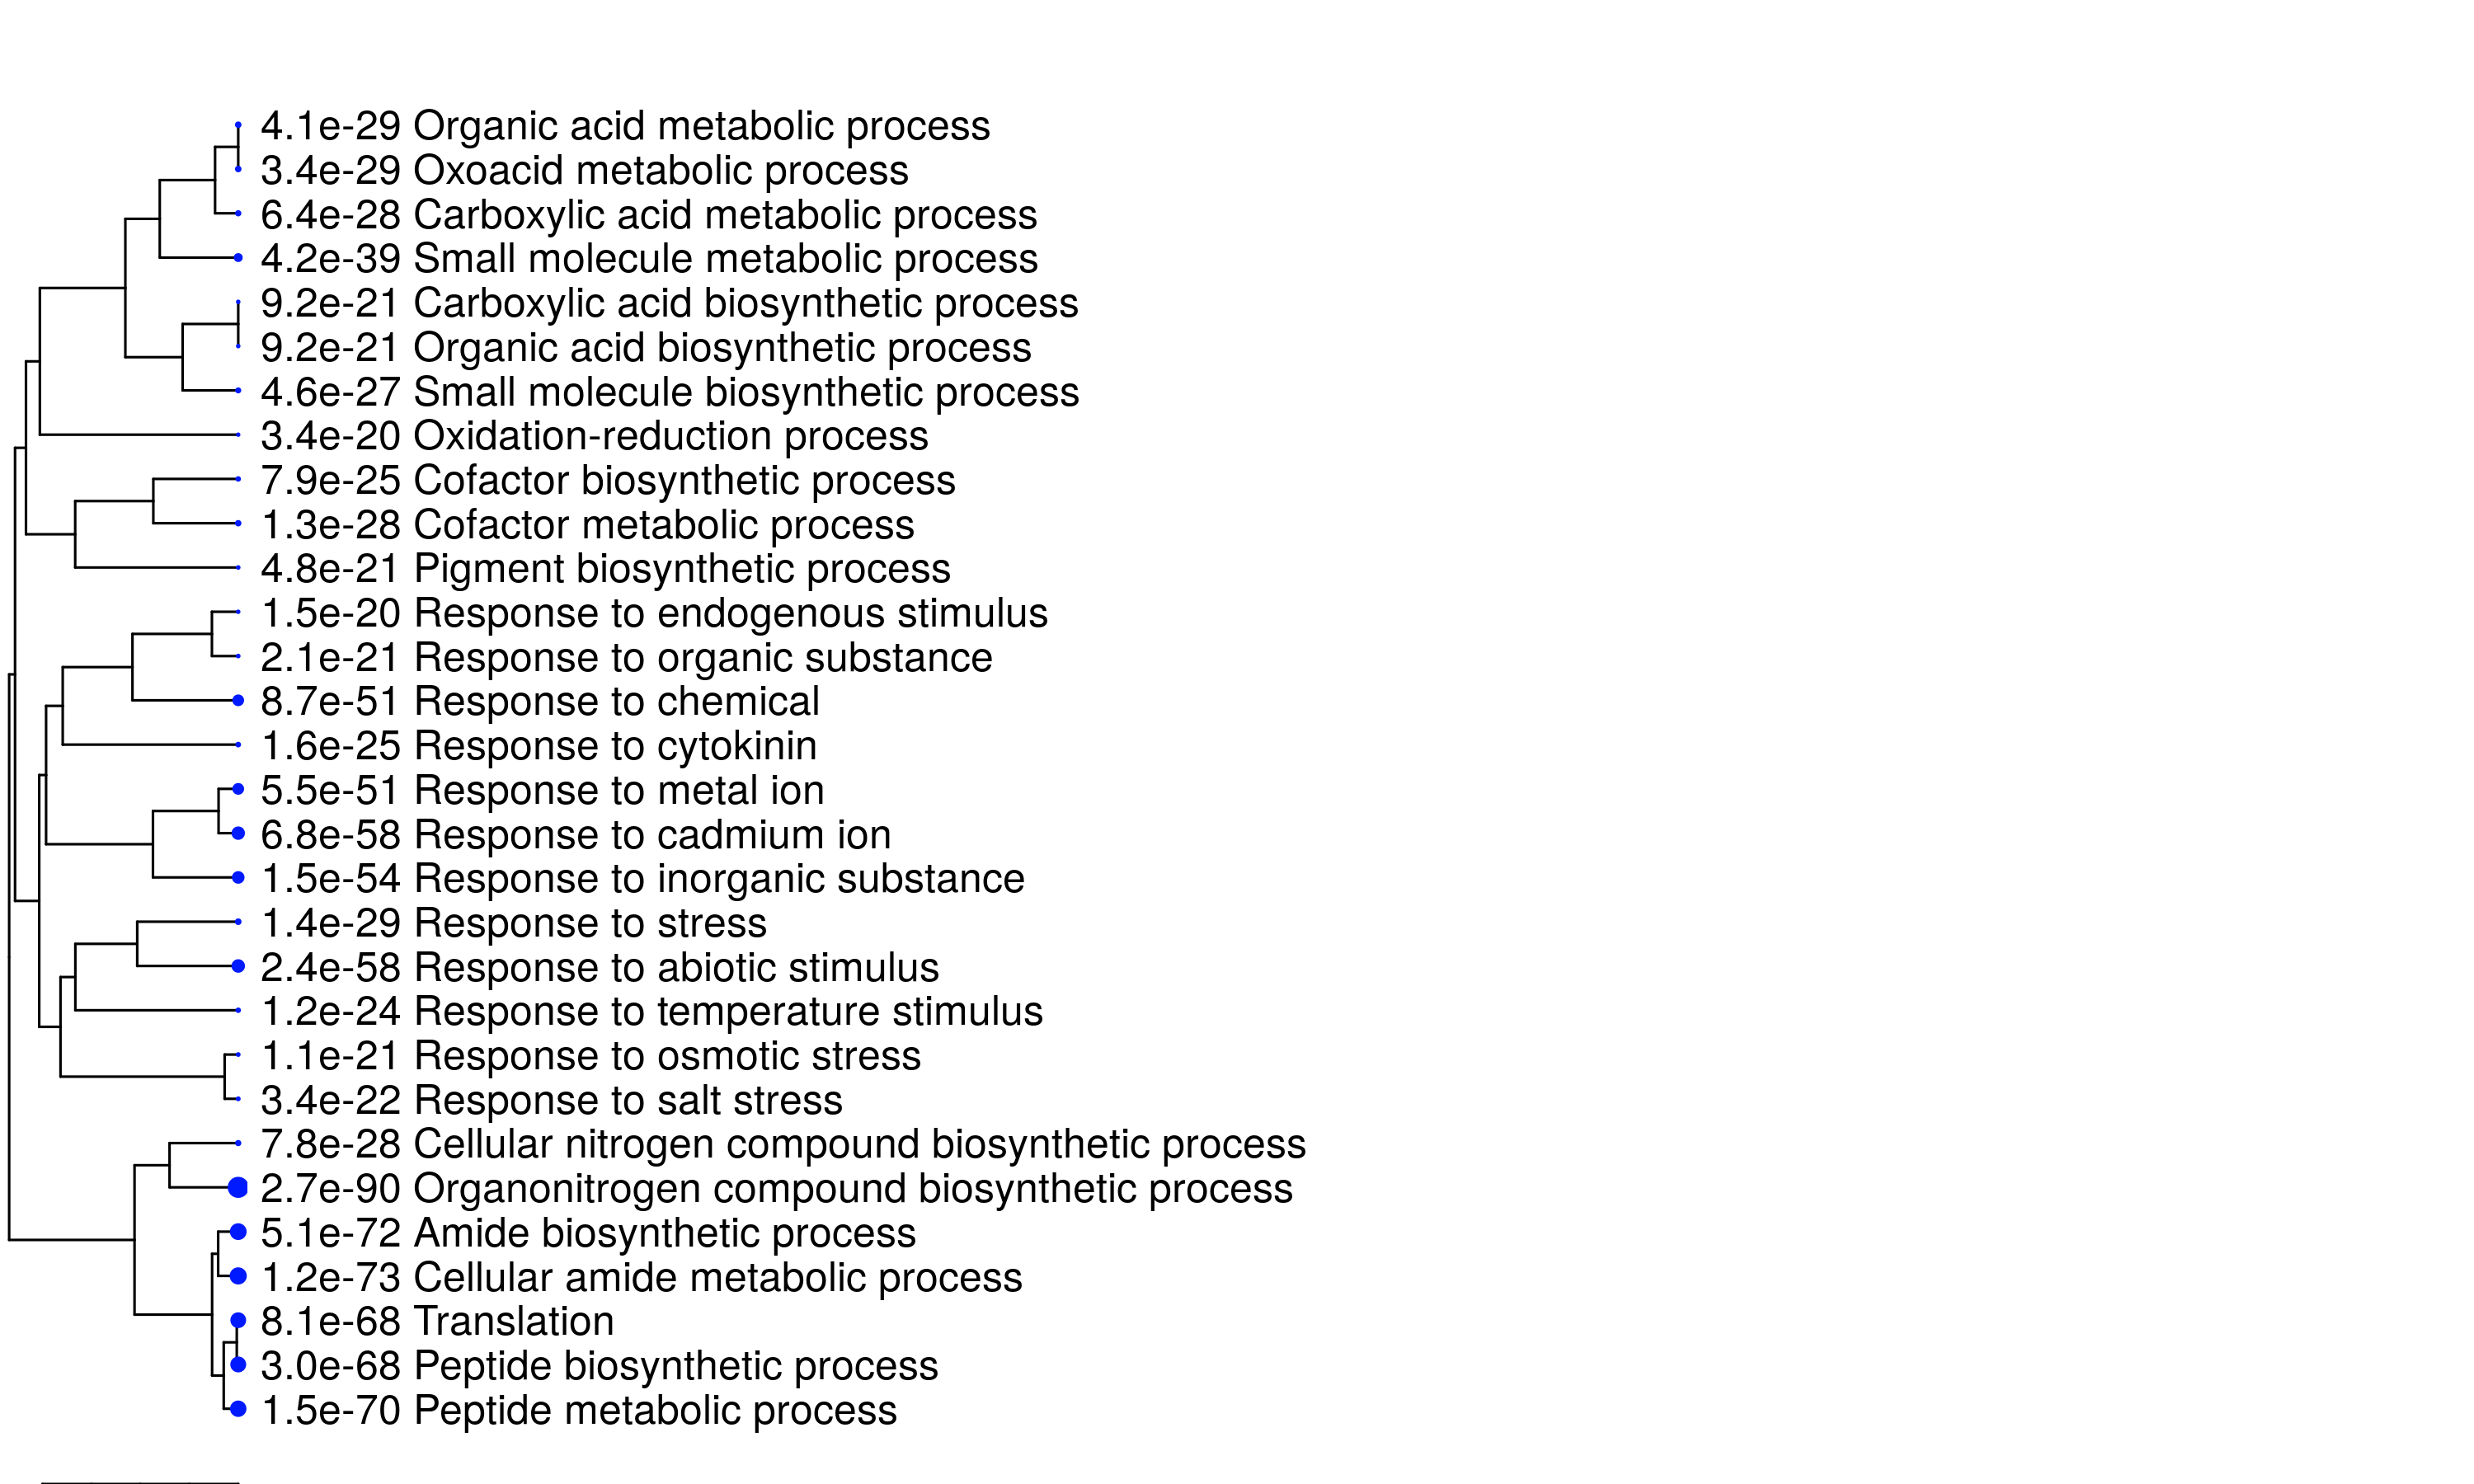 4.1e-29 Organic acid metabolic process
3.4e-29 Oxoacid metabolic process
6.4e-28 Carboxylic acid metabolic process
4.2e-39 Small molecule metabolic process
9.2e-21 Carboxylic acid biosynthetic process
9.2e-21 Organic acid biosynthetic process
4.6e-27 Small molecule biosynthetic process
3.4e-20 Oxidation-reduction process
7.9e-25 Cofactor biosynthetic process
1.3e-28 Cofactor metabolic process
4.8e-21 Pigment biosynthetic process
1.5e-20 Response to endogenous stimulus
2.1e-21 Response to organic substance
8.7e-51 Response to chemical
1.6e-25 Response to cytokinin
5.5e-51 Response to metal ion
6.8e-58 Response to cadmium ion
1.5e-54 Response to inorganic substance
1.4e-29 Response to stress
2.4e-58 Response to abiotic stimulus
1.2e-24 Response to temperature stimulus
1.1e-21 Response to osmotic stress
3.4e-22 Response to salt stress
7.8e-28 Cellular nitrogen compound biosynthetic process
2.7e-90 Organonitrogen compound biosynthetic process
5.1e-72 Amide biosynthetic process
1.2e-73 Cellular amide metabolic process
8.1e-68 Translation
3.0e-68 Peptide biosynthetic process
1.5e-70 Peptide metabolic process